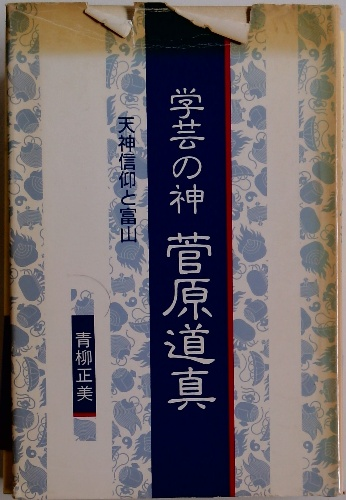 学芸の神 菅原道真
天神信仰と富山
青柳正美